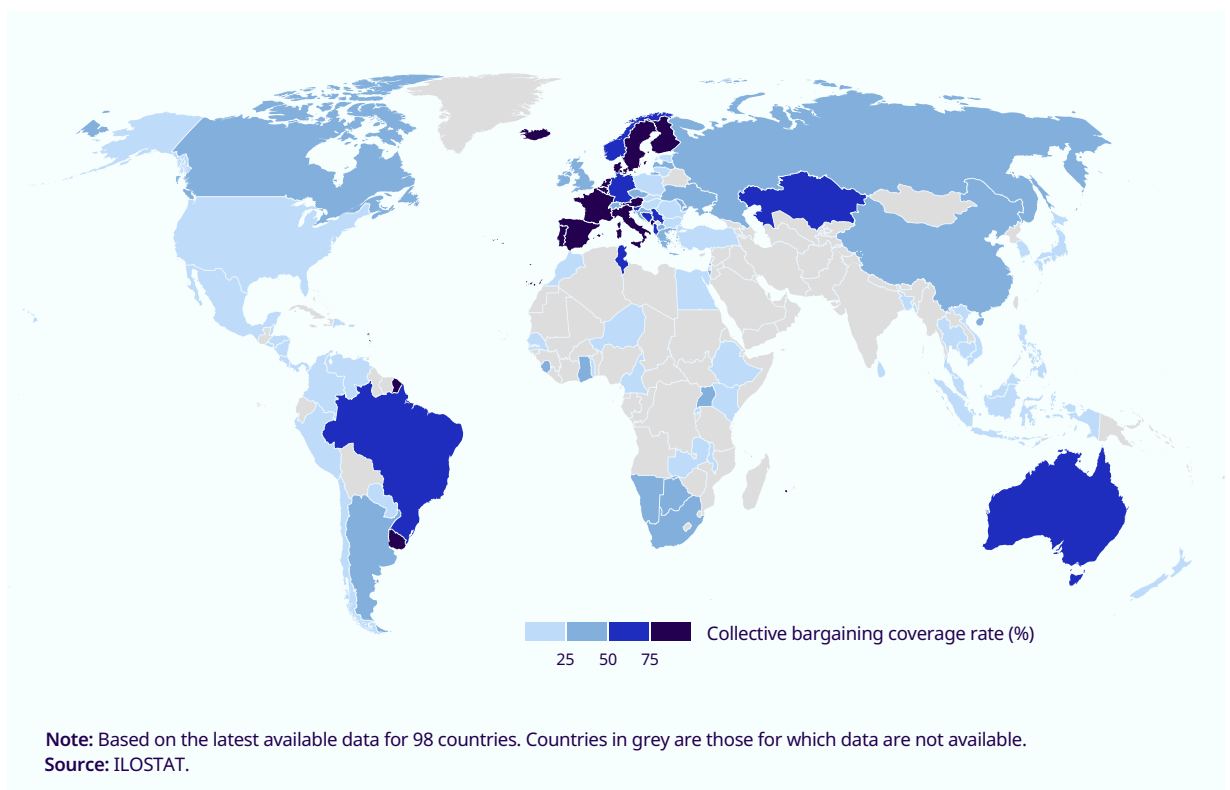 Collective bargaining coverage rate (%)
25 50 75
Note: Based on the latest available data for 98 countries. Countries in grey are those for which data are not available.
Source: ILOSTAT.